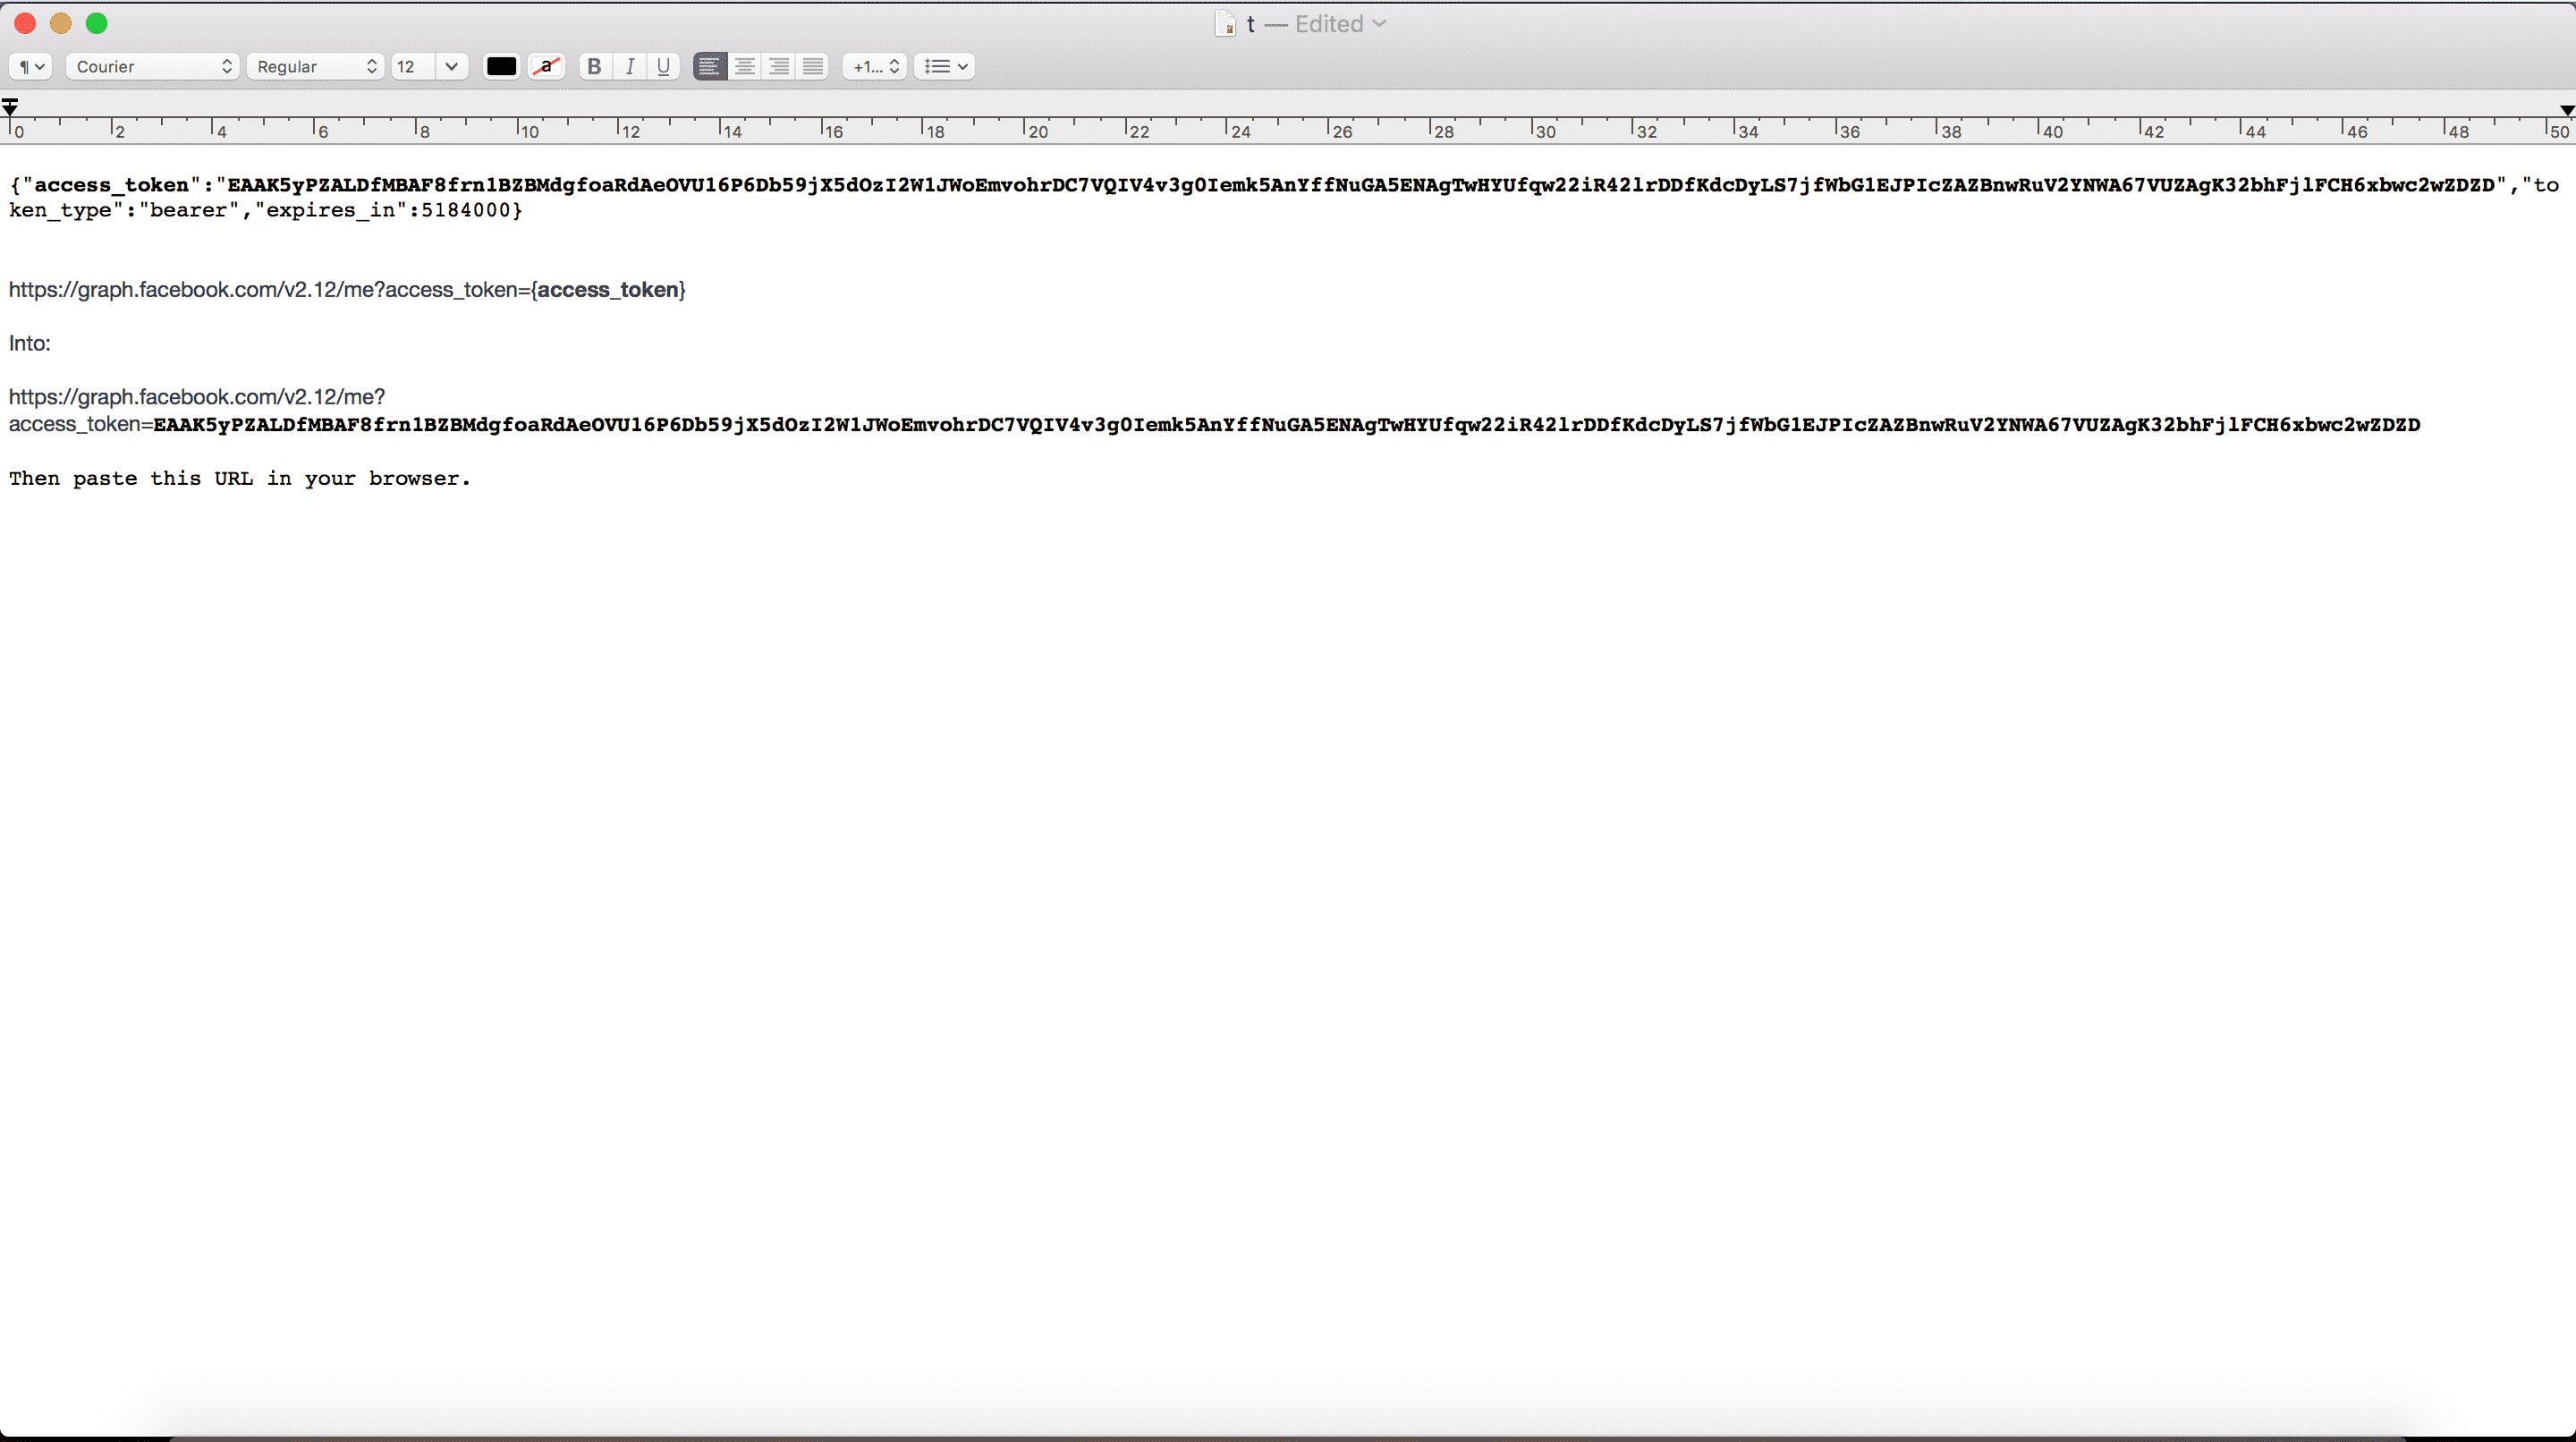 t — Edited
¶ Courier Regular 12 a B I U +1...
0 2 4 6 8 10 12 14 16 18 20 22 24 26 28 30 32 34 36 38 40 42 44 46 48 50
{"access_token":"EAAK5yPZALDfMBAF8frn1BZBMdgfoaRdAeOVU16P6Db59jX5dOzI2W1JWoEmvohrDC7VQIV4v3g0Iemk5AnYffNuGA5ENAgTwHYUfqw22iR42lrDDfKdcDyLS7jfWbG1EJPIcZAZBnwRuV2YNWA67VUZAgK32bhFjlFCH6xbwc2wZDZD","to
ken_type":"bearer","expires_in":5184000}
https://graph.facebook.com/v2.12/me?access_token={access_token}
Into:
https://graph.facebook.com/v2.12/me?
access_token=EAAK5yPZALDfMBAF8frn1BZBMdgfoaRdAeOVU16P6Db59jX5dOzI2W1JWoEmvohrDC7VQIV4v3g0Iemk5AnYffNuGA5ENAgTwHYUfqw22iR42lrDDfKdcDyLS7jfWbG1EJPIcZAZBnwRuV2YNWA67VUZAgK32bhFjlFCH6xbwc2wZDZD
Then paste this URL in your browser.